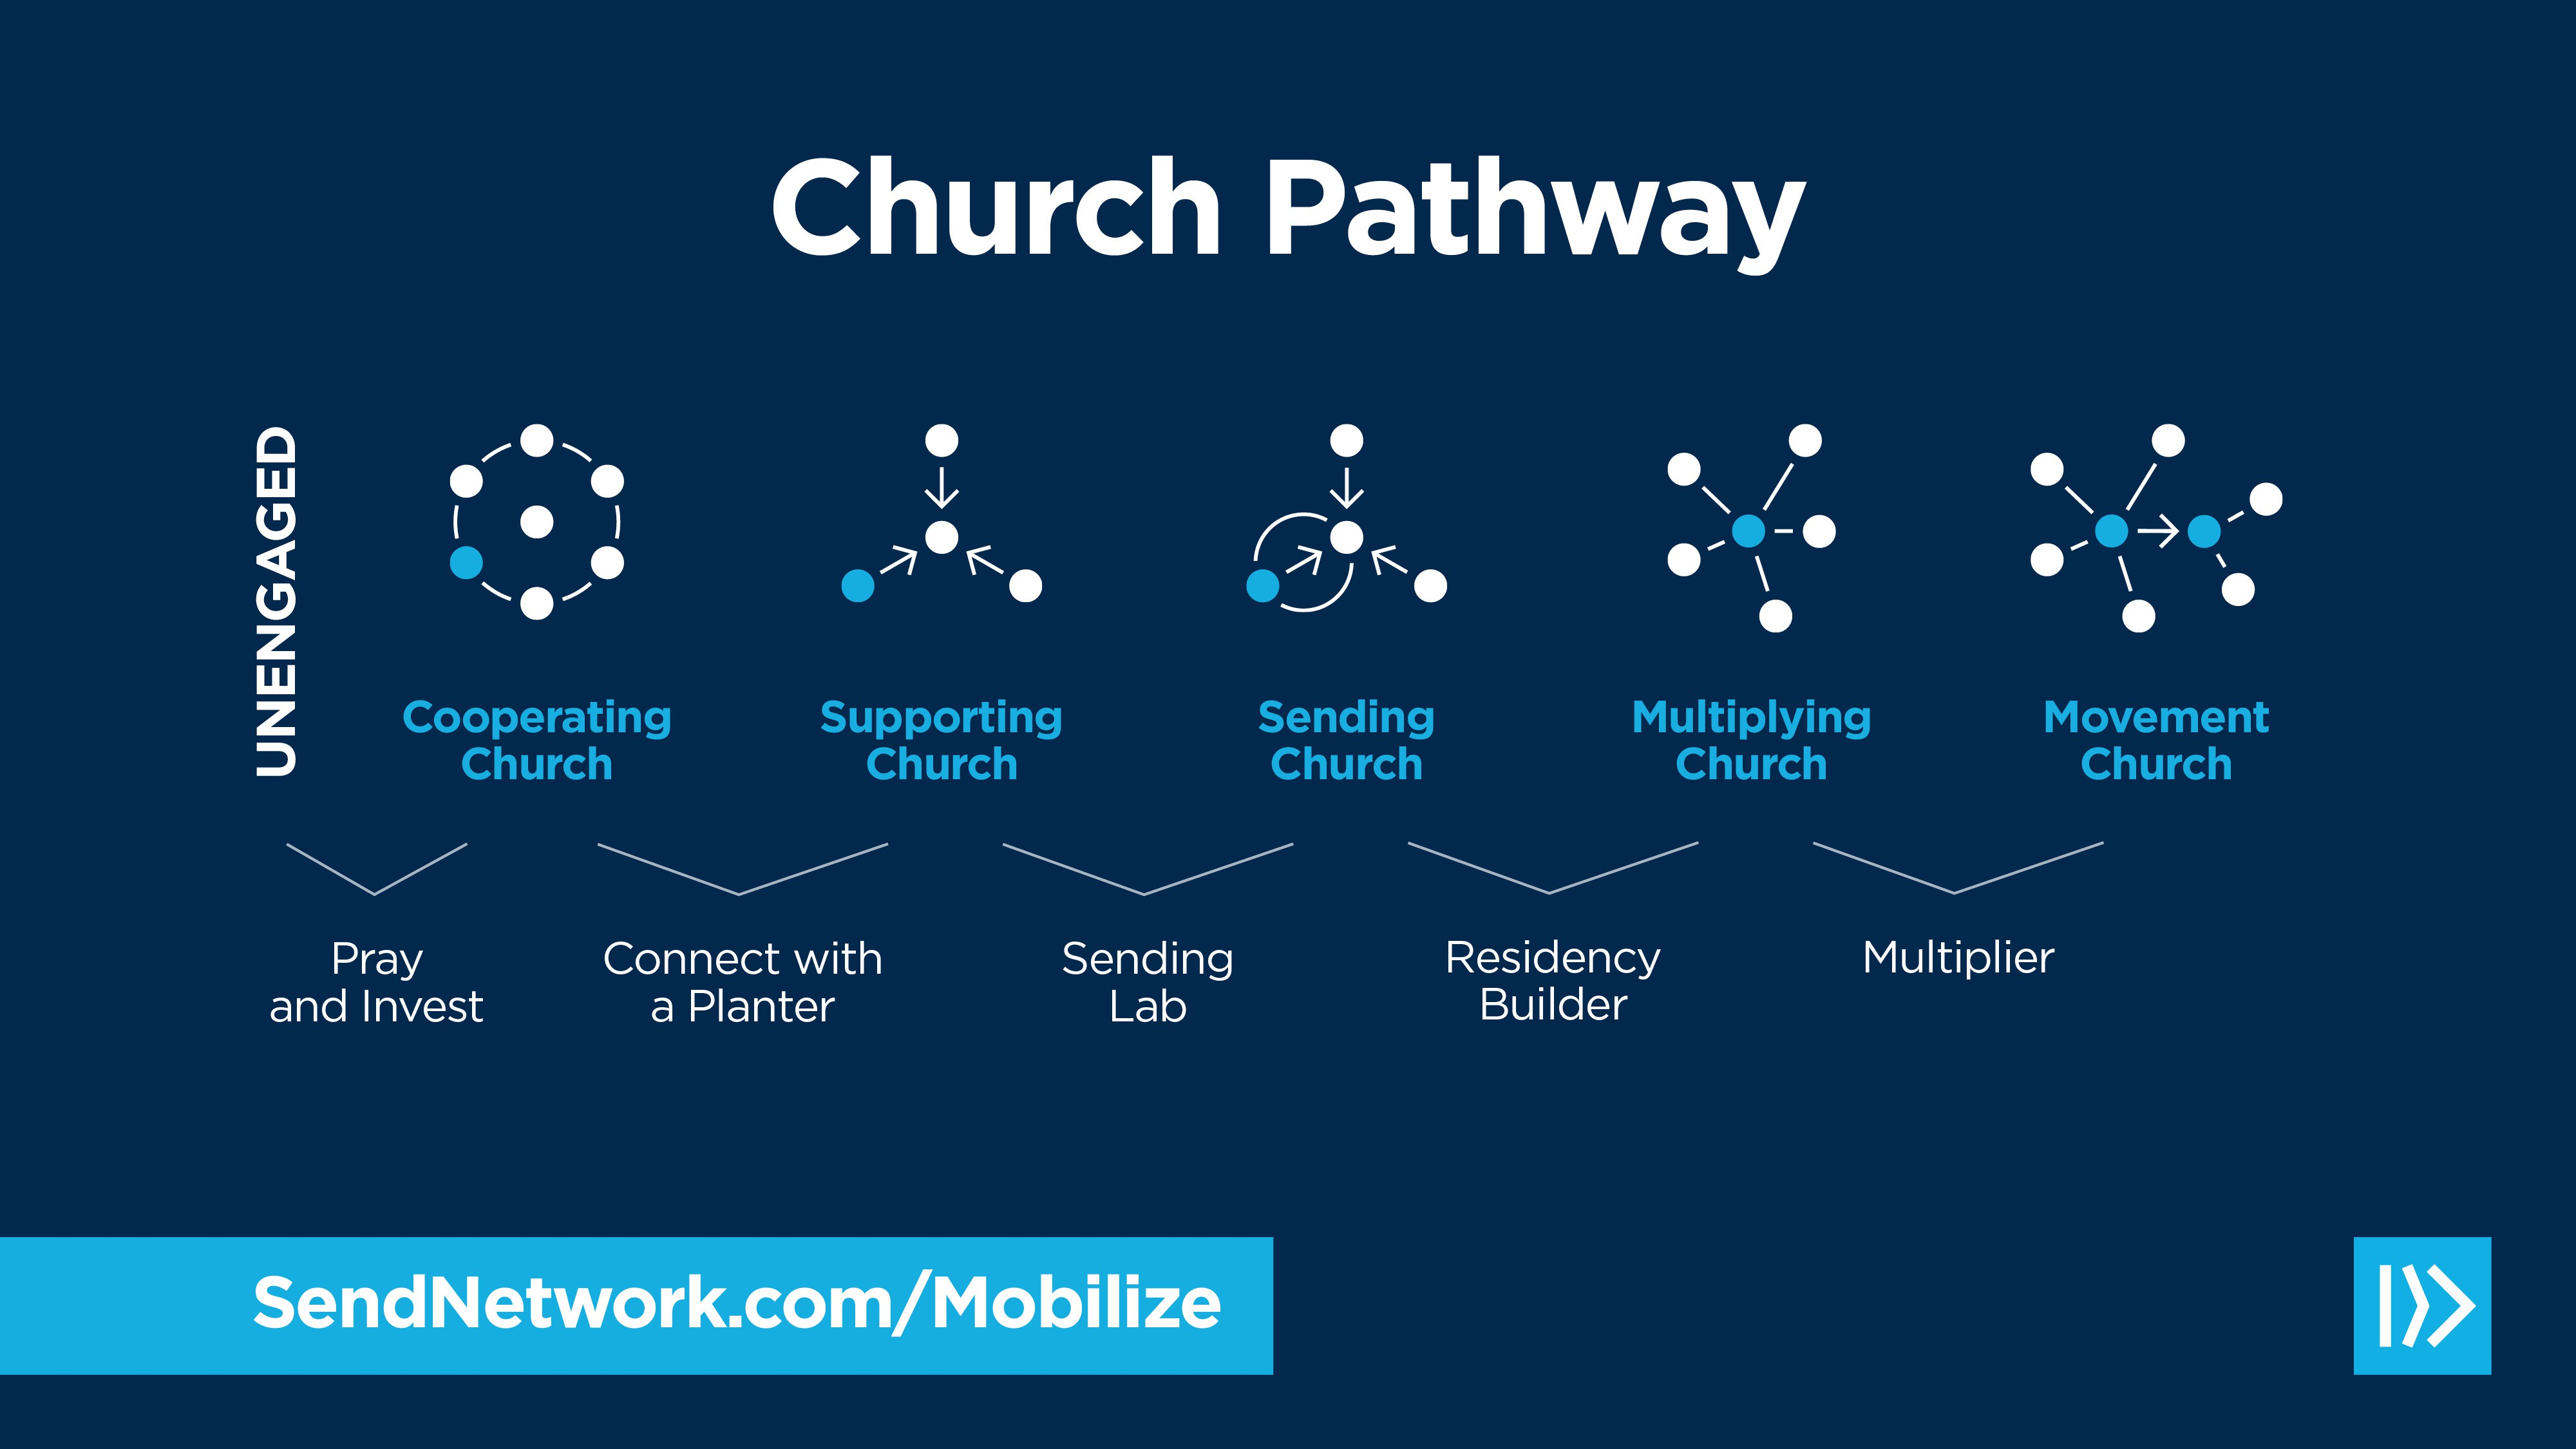 Church Pathway
UNENGAGED
Cooperating
Church
Supporting
Church
Sending
Church
Multiplying
Church
Movement
Church
Pray
and Invest
Connect with
a Planter
Sending
Lab
Residency
Builder
Multiplier
SendNetwork.com/Mobilize